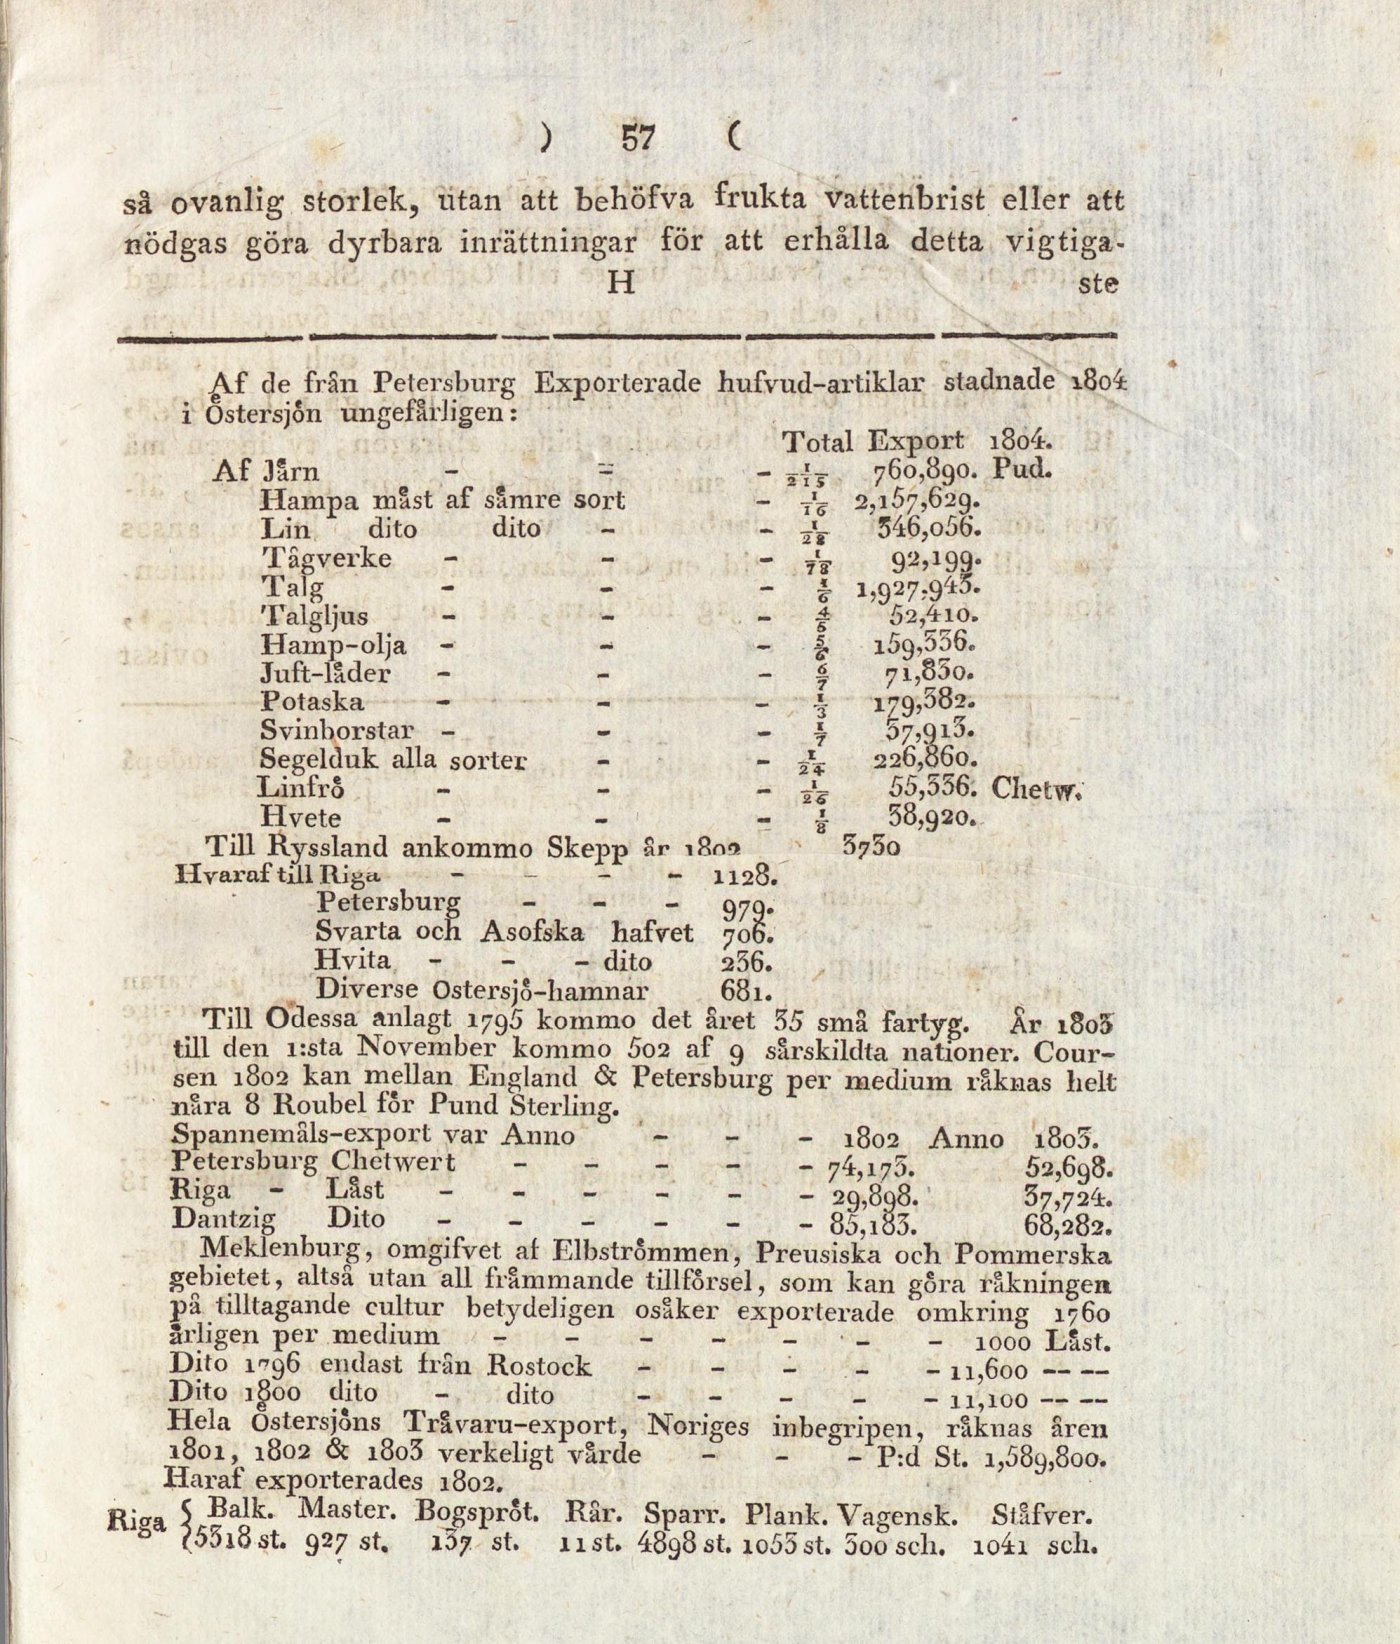 ) 57 (
så ovanlig storlek, utan att behöfva frukta vattenbrist eller att
nödgas göra dyrbara inrättningar för att erhålla detta vigtiga-
H ste
Af de från Petersburg Exporterade hufvud-artiklar stadnade 1804
i Östersjön ungefärligen:
Total Export 1804.
Af Järn - - - 1/215 760,890. Pud.
Hampa mäst af sämre sort - 1/16 2,157,629.
Lin dito dito - - 1/28 346,056.
Tågverke - - - 1/78 92,199.
Talg - - - 1/6 1,927,943.
Talgljus - - - 4/5 52,410.
Hamp-olja - - - 5/6 159,336.
Juft-läder - - - 6/7 71,830.
Potaska - - - 1/3 179,382.
Svinborstar - - - 1/7 37,913.
Segelduk alla sorter - - 1/24 226,860.
Linfrö - - - 1/26 55,336. Chetw.
Hvete - - - 1/8 38,920.
Till Ryssland ankommo Skepp år 1802 3730
Hvaraf till Riga - - - - 1128.
Petersburg - - - 979.
Svarta och Asofska hafvet 706.
Hvita - - - dito 236.
Diverse Ostersjö-hamnar 681.
Till Odessa anlagt 1795 kommo det året 35 små fartyg. År 1803
till den 1:sta November kommo 502 af 9 särskildta nationer. Cour-
sen 1802 kan mellan England & Petersburg per medium räknas helt
nära 8 Roubel för Pund Sterling.
Spannemåls-export var Anno - - - 1802 Anno 1803.
Petersburg Chetwert - - - - - 74,173. 52,698.
Riga - Läst - - - - - - 29,898. 37,724.
Dantzig Dito - - - - - - 85,183. 68,282.
Meklenburg, omgifvet af Elbströmmen, Preusiska och Pommerska
gebietet, altså utan all främmande tillförsel, som kan göra räkningen
på tilltagande cultur betydeligen osäker exporterade omkring 1760
årligen per medium - - - - - - - 1000 Läst.
Dito 1796 endast från Rostock - - - - - 11,600 — —
Dito 1800 dito - dito - - - - - 11,100 — —
Hela Östersjöns Trävaru-export, Noriges inbegripen, räknas åren
1801, 1802 & 1803 verkeligt värde - - - P:d St. 1,589,800.
Haraf exporterades 1802.
Riga { Balk. Master. Bogspröt. Rår. Sparr. Plank. Vagensk. Stäfver.
5318 st. 927 st. 137 st. 11 st. 4898 st. 1053 st. 300 sch. 1041 sch.